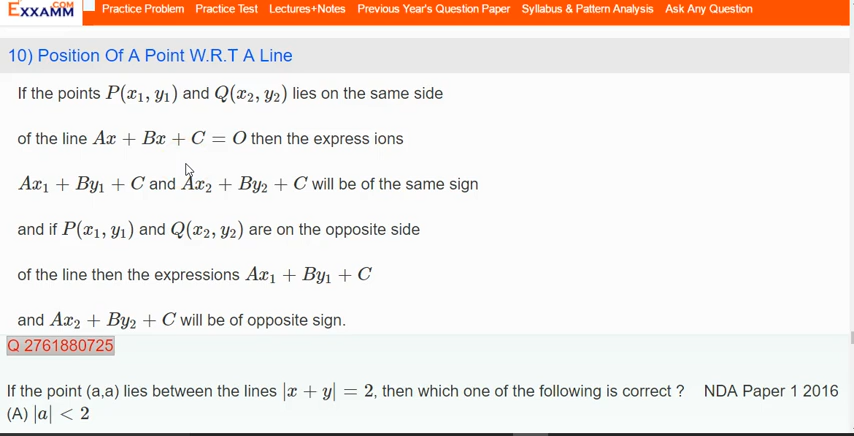 EXXAMM .COM
Practice Problem Practice Test Lectures+Notes Previous Year's Question Paper Syllabus & Pattern Analysis Ask Any Question
10) Position Of A Point W.R.T A Line
If the points P(x₁, y₁) and Q(x₂, y₂) lies on the same side
of the line Ax + Bx + C = O then the express ions
Ax₁ + By₁ + C and Ax₂ + By₂ + C will be of the same sign
and if P(x₁, y₁) and Q(x₂, y₂) are on the opposite side
of the line then the expressions Ax₁ + By₁ + C
and Ax₂ + By₂ + C will be of opposite sign.
Q 2761880725
If the point (a,a) lies between the lines |x + y| = 2, then which one of the following is correct ? NDA Paper 1 2016
(A) |a| < 2